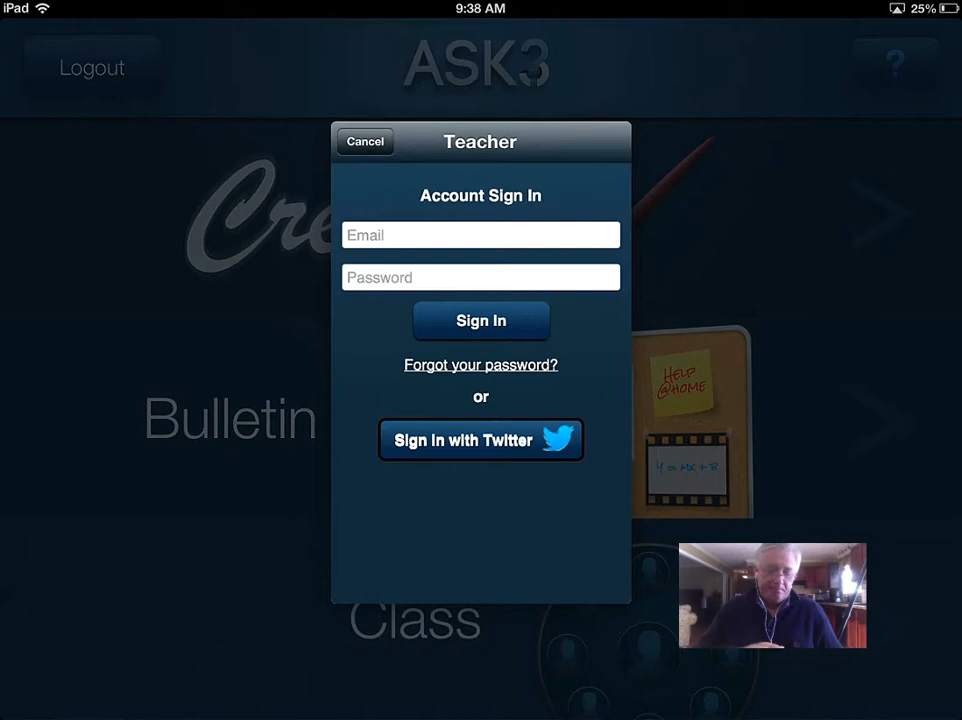 iPad 9:38 AM 25%
Logout ASK3 ?
Cancel Teacher
Account Sign In
Cre
Email
Password
Sign In
Forgot your password?
or
HELP
@HOME
Bulletin
Sign in with Twitter
Y = MX + B
Class